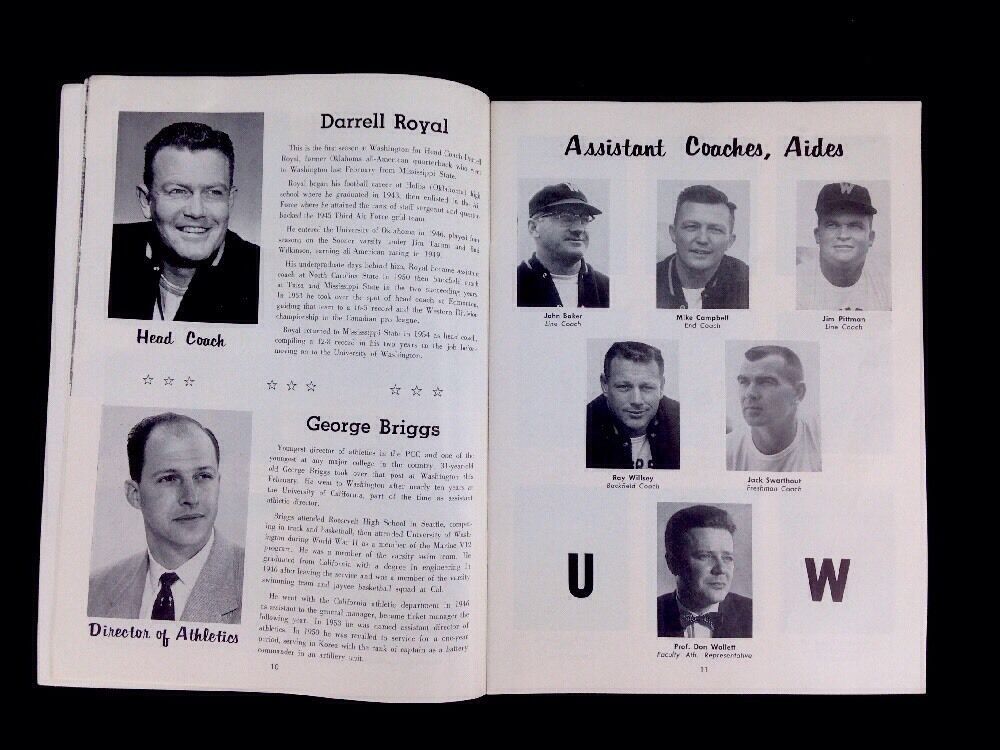 Darrell Royal
This is the first season at Washington for Head Coach Darrell
Royal, former Oklahoma all-American quarterback who
to Washington last February from Mississippi State.
Royal began his football career at Hollis (Oklahoma) high
school where he graduated in 1943, then enlisted in the Air
Force where he attained the rank of staff sergeant and
backed the 1945 Third Air Force grid team.
He entered the University of Oklahoma in 1946, played four
season on the Sooner varsity under Jim Tatum and Bud
Wilkinson, earning all-American rating in 1949.
His undergraduate days behind him, Royal became assistant
coach at North Carolina State in 1950 then backfield coach
at Tulsa and Mississippi State in the two succeeding years.
In 1953 he took over the spot of head coach at Edmonton,
guiding that team to a record and the Western Division
championship in the Canadian pro league.
Royal returned to Mississippi State in 1954 as head coach,
compiling a 12-8 record in his two years on the job before
moving on to the University of Washington.
Head Coach
☆ ☆ ☆ ☆ ☆ ☆ ☆ ☆ ☆
George Briggs
Youngest director of athletics in the PCC and one of the
youngest at any major college in the country, 31-year-old
old George Briggs took over that post at Washington this
February. He went to Washington after nearly ten years at
the University of California, part of the time as assistant
athletic director.
Briggs attended Roosevelt High School in Seattle, compet-
ing in track and basketball, then attended University of Wash-
ington during World War II as a member of the Marine V12
program. He was a member of the varsity swim team. He
graduated from California with a degree in engineering in
1946 after leaving the service and was a member of the varsity
swimming team and jayvee basketball squad at Cal.
He went with the California athletic department in 1946
as assistant to the general manager, became ticket manager the
following year. In 1953 he was named assistant director of
athletics. In 1950 he was recalled to service for a one-year
period, serving in Korea with the rank of captain as a battery
commander in an artillery unit.
Director of Athletics
10
Assistant Coaches, Aides
John Baker
Line Coach
Mike Campbell
End Coach
Jim Pittman
Line Coach
Ray Willsey
Backfield Coach
Jack Swarthout
Freshman Coach
U W
Prof. Don Wollett
Faculty Ath. Representative
11